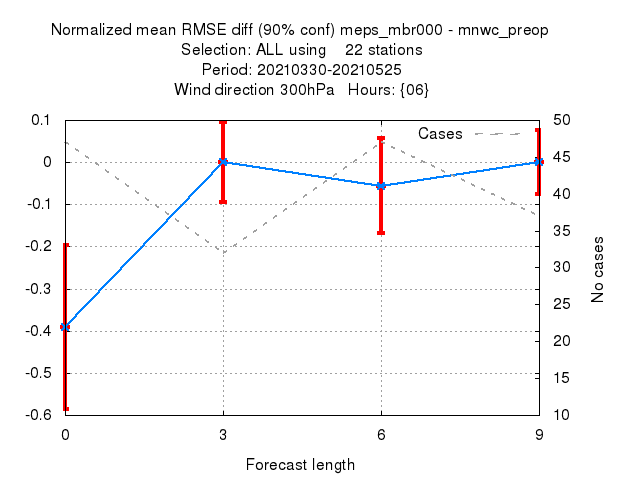 Normalized mean RMSE diff (90% conf) meps_mbr000 - mnwc_preop
Selection: ALL using    22 stations
Period: 20210330-20210525
Wind direction 300hPa   Hours: {06}
Cases
0.1
0
-0.1
-0.2
-0.3
-0.4
-0.5
-0.6
50
45
40
35
30
25
20
15
10
No cases
0 3 6 9
Forecast length